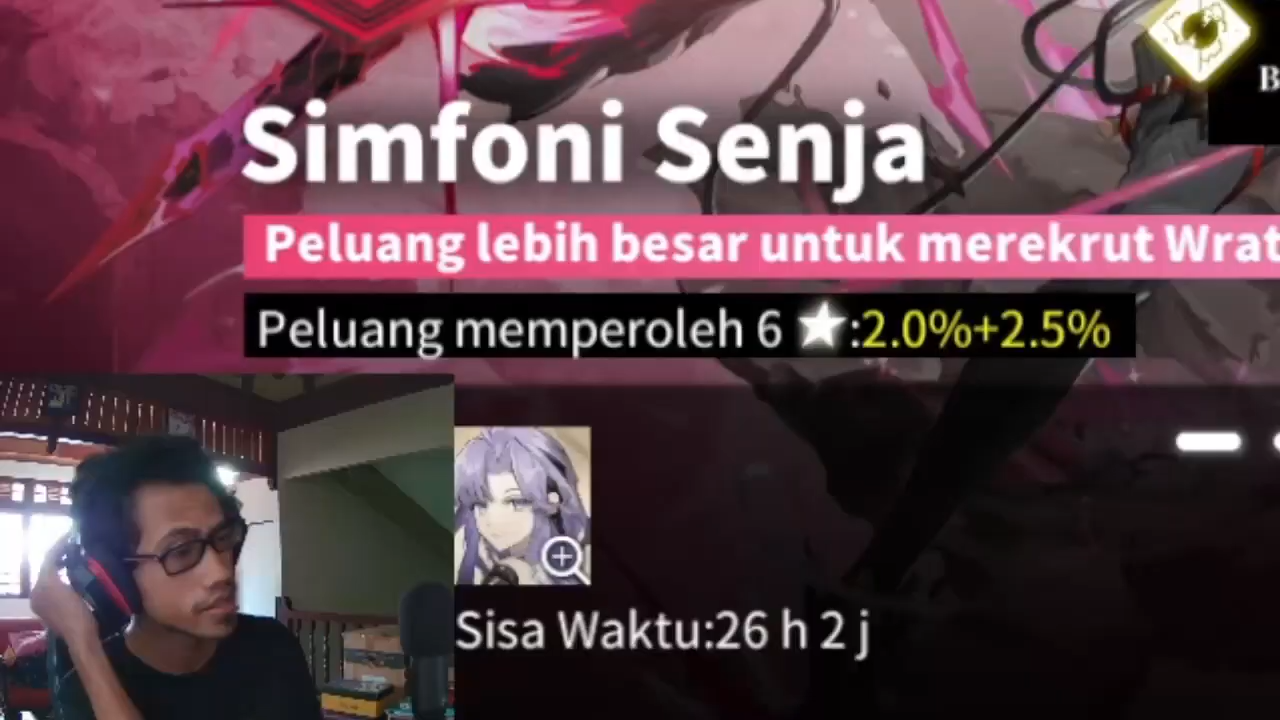 Simfoni Senja
Peluang lebih besar untuk merekrut Wrat
Peluang memperoleh 6 ★:2.0%+2.5%
Sisa Waktu:26 h 2 j
B